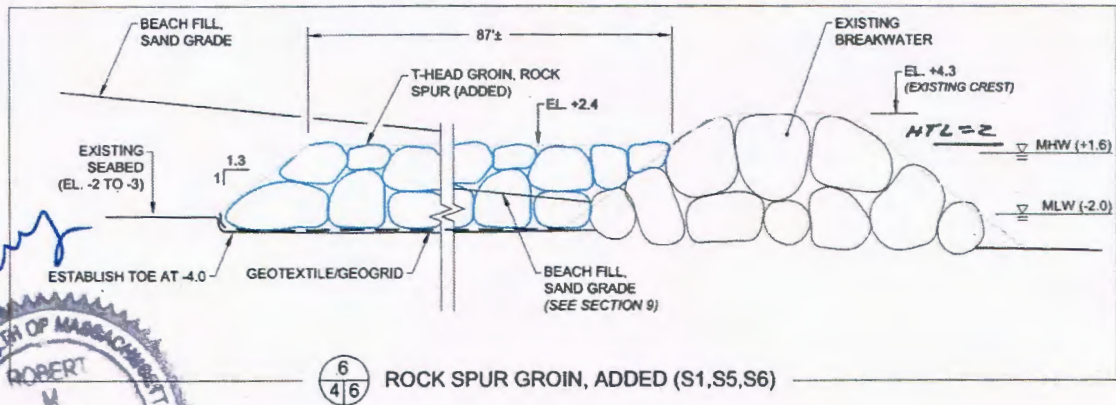 BEACH FILL,
SAND GRADE
87'±
EXISTING
BREAKWATER
T-HEAD GROIN, ROCK
SPUR (ADDED)
EL. +2.4
EL. +4.3
(EXISTING CREST)
HTL = 2
MHW (+1.6)
EXISTING
SEABED
(EL. -2 TO -3)
1.3
1
MLW (-2.0)
ESTABLISH TOE AT -4.0
GEOTEXTILE/GEOGRID
BEACH FILL,
SAND GRADE
(SEE SECTION 9)
OF MASSACHUSETT
ROBERT
K
6
4 6
ROCK SPUR GROIN, ADDED (S1,S5,S6)